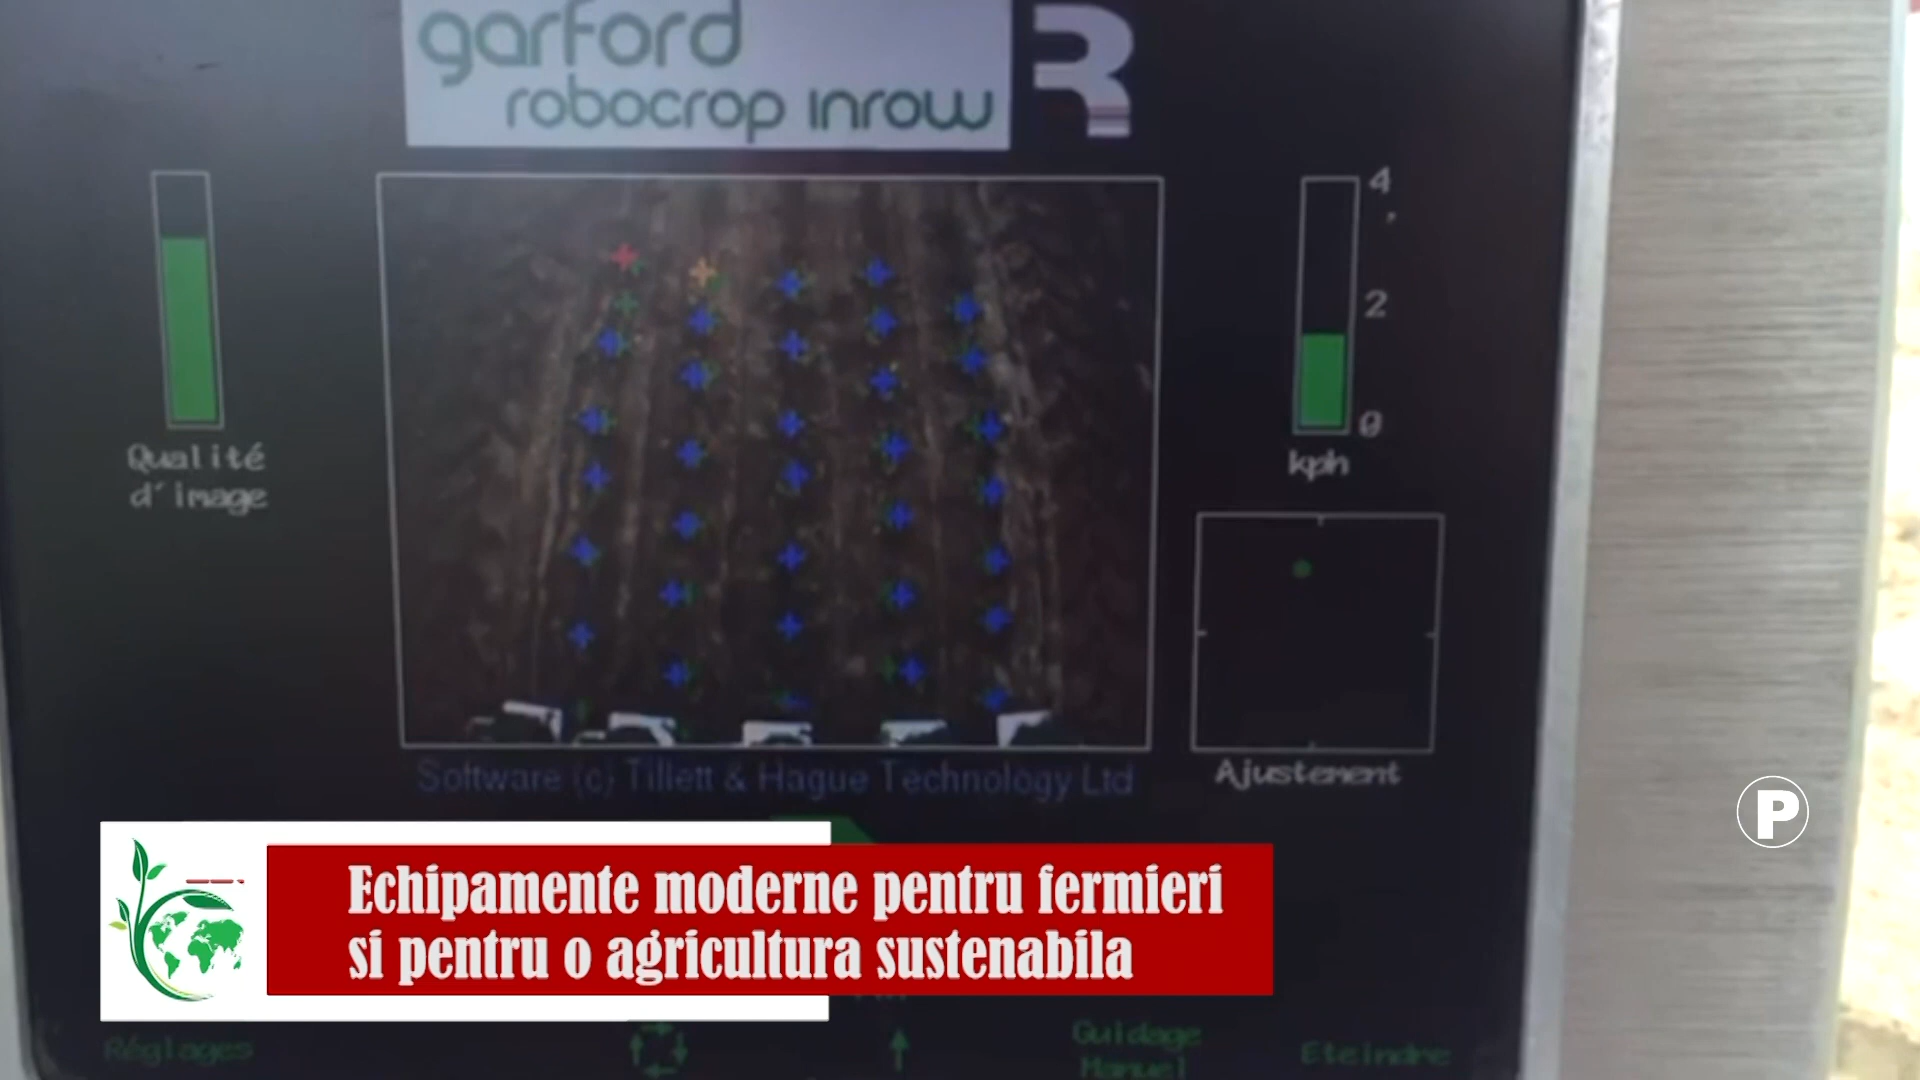 garford
robocrop inrow
R
4
2
0
kph
Qualité
d'image
Ajustement
Software (c) Tillett & Hague Technology Ltd
P
Echipamente moderne pentru fermieri
si pentru o agricultura sustenabila
Réglages
Guidage
Manuel
Eteindre